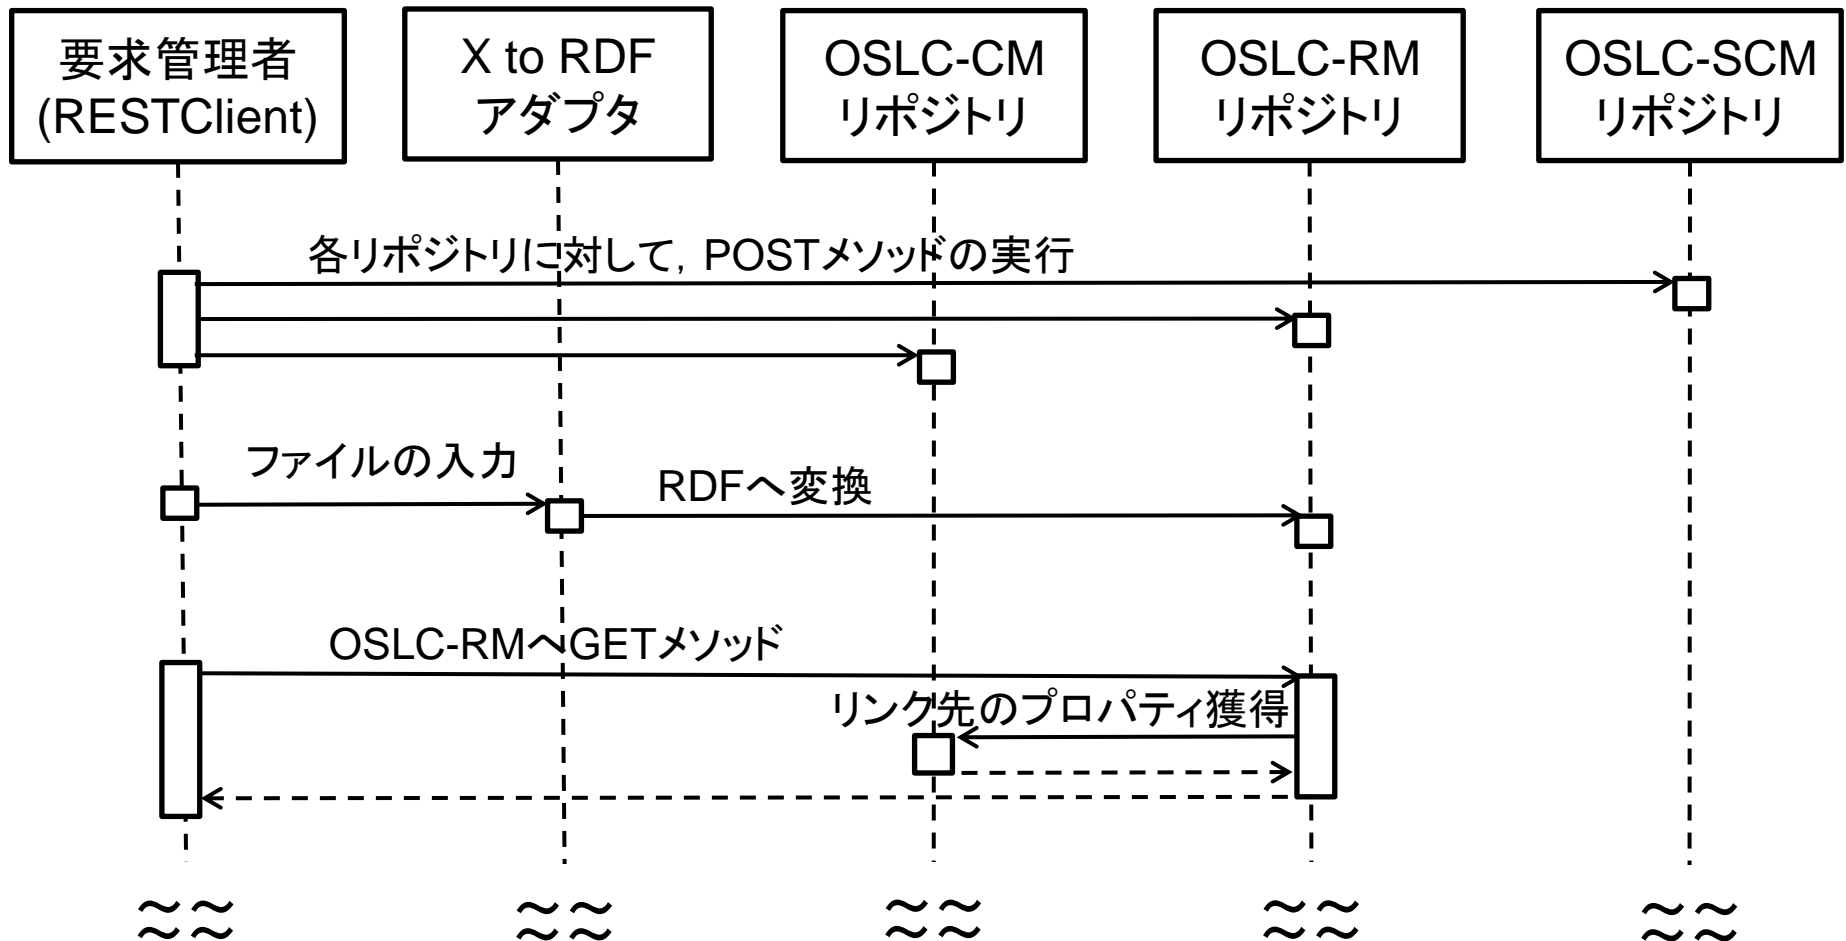 要求管理者
(RESTClient)
X to RDF
アダプタ
OSLC-CM
リポジトリ
OSLC-RM
リポジトリ
OSLC-SCM
リポジトリ
各リポジトリに対して，POSTメソッドの実行
ファイルの入力
RDFへ変換
OSLC-RMへGETメソッド
リンク先のプロパティ獲得